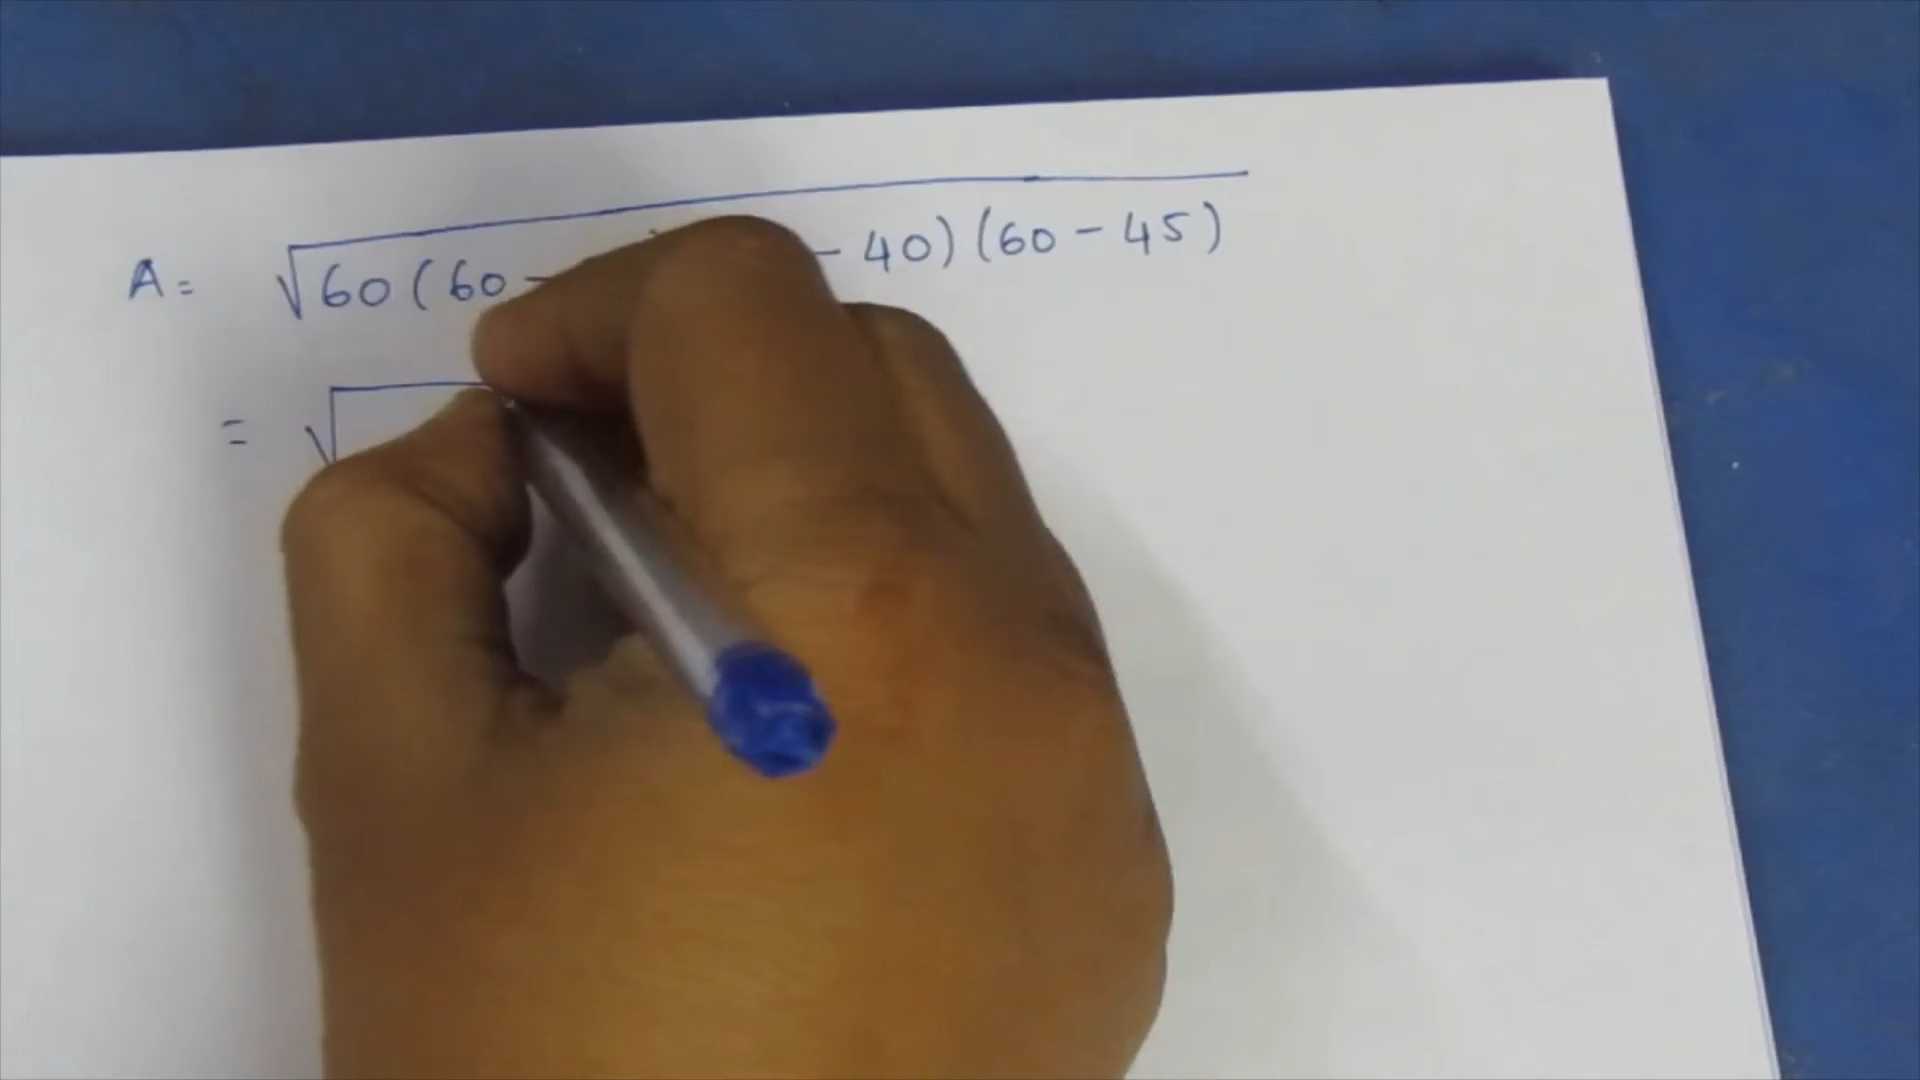 A = √60(60 - - 40)(60 - 45)
= √